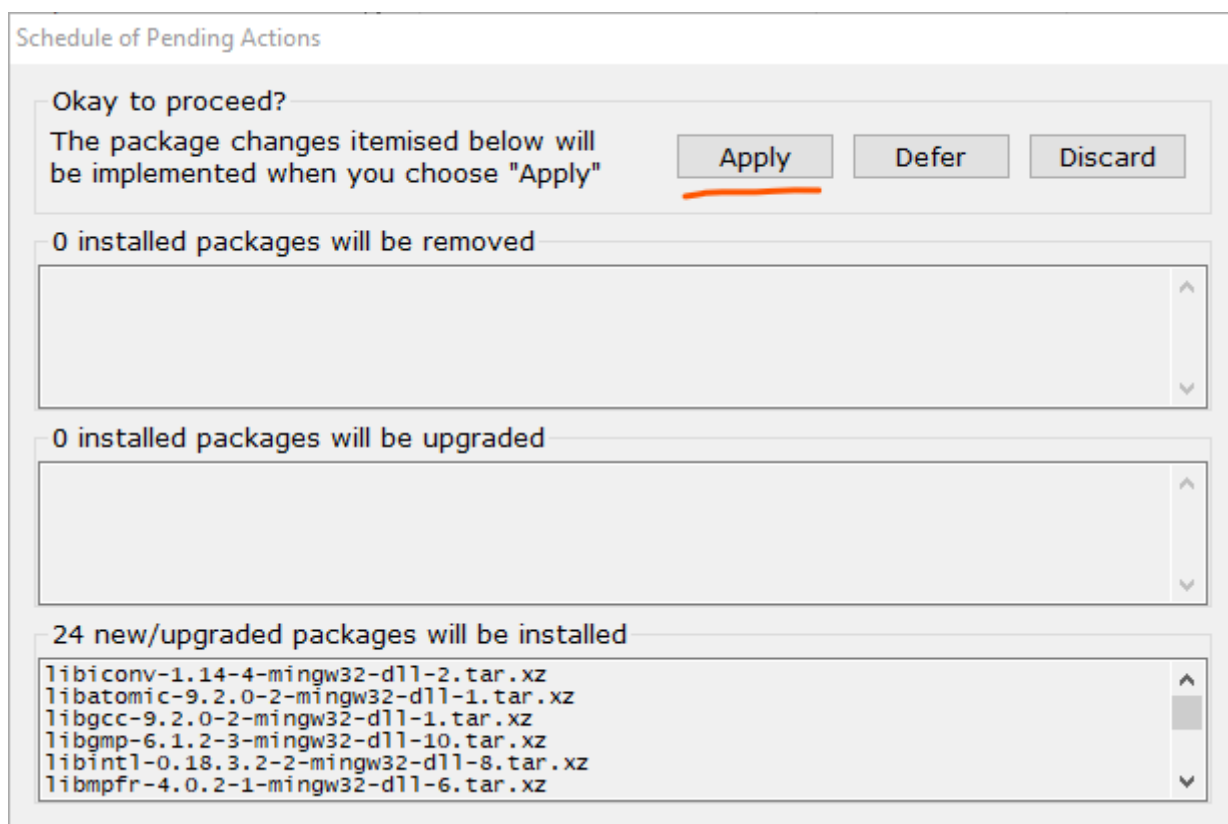 Schedule of Pending Actions
Okay to proceed?
The package changes itemised below will
be implemented when you choose "Apply"
Apply
Defer
Discard
0 installed packages will be removed
0 installed packages will be upgraded
24 new/upgraded packages will be installed
libiconv-1.14-4-mingw32-dll-2.tar.xz
libatomic-9.2.0-2-mingw32-dll-1.tar.xz
libgcc-9.2.0-2-mingw32-dll-1.tar.xz
libgmp-6.1.2-3-mingw32-dll-10.tar.xz
libintl-0.18.3.2-2-mingw32-dll-8.tar.xz
libmpfr-4.0.2-1-mingw32-dll-6.tar.xz